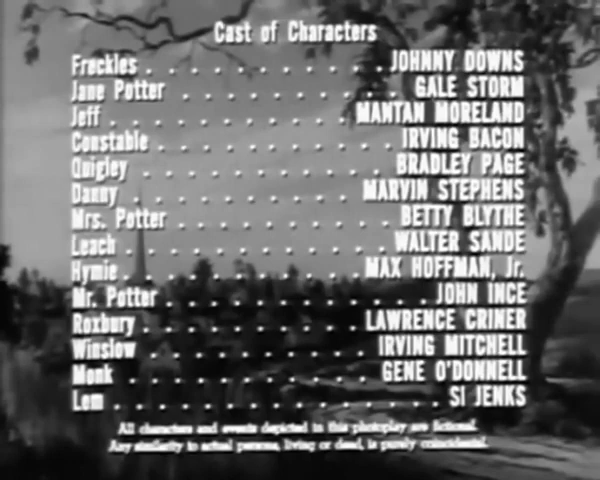 Cast of Characters
Freckles . . . . . . . . . . . JOHNNY DOWNS
Jane Potter . . . . . . . . . . GALE STORM
Jeff . . . . . . . . . . . MANTAN MORELAND
Constable . . . . . . . . . . . IRVING BACON
Quigley . . . . . . . . . . . BRADLEY PAGE
Danny . . . . . . . . . . MARVIN STEPHENS
Mrs. Potter . . . . . . . . . . BETTY BLYTHE
Leach . . . . . . . . . . . . WALTER SANDE
Hymie . . . . . . . . . . MAX HOFFMAN, Jr.
Mr. Potter . . . . . . . . . . . . JOHN INCE
Roxbury . . . . . . . . . LAWRENCE CRINER
Winslow . . . . . . . . . . IRVING MITCHELL
Monk . . . . . . . . . . . GENE O'DONNELL
Lem . . . . . . . . . . . . . . SI JENKS
All characters and events depicted in this photoplay are fictional.
Any similarity to actual persons, living or dead, is purely coincidental.